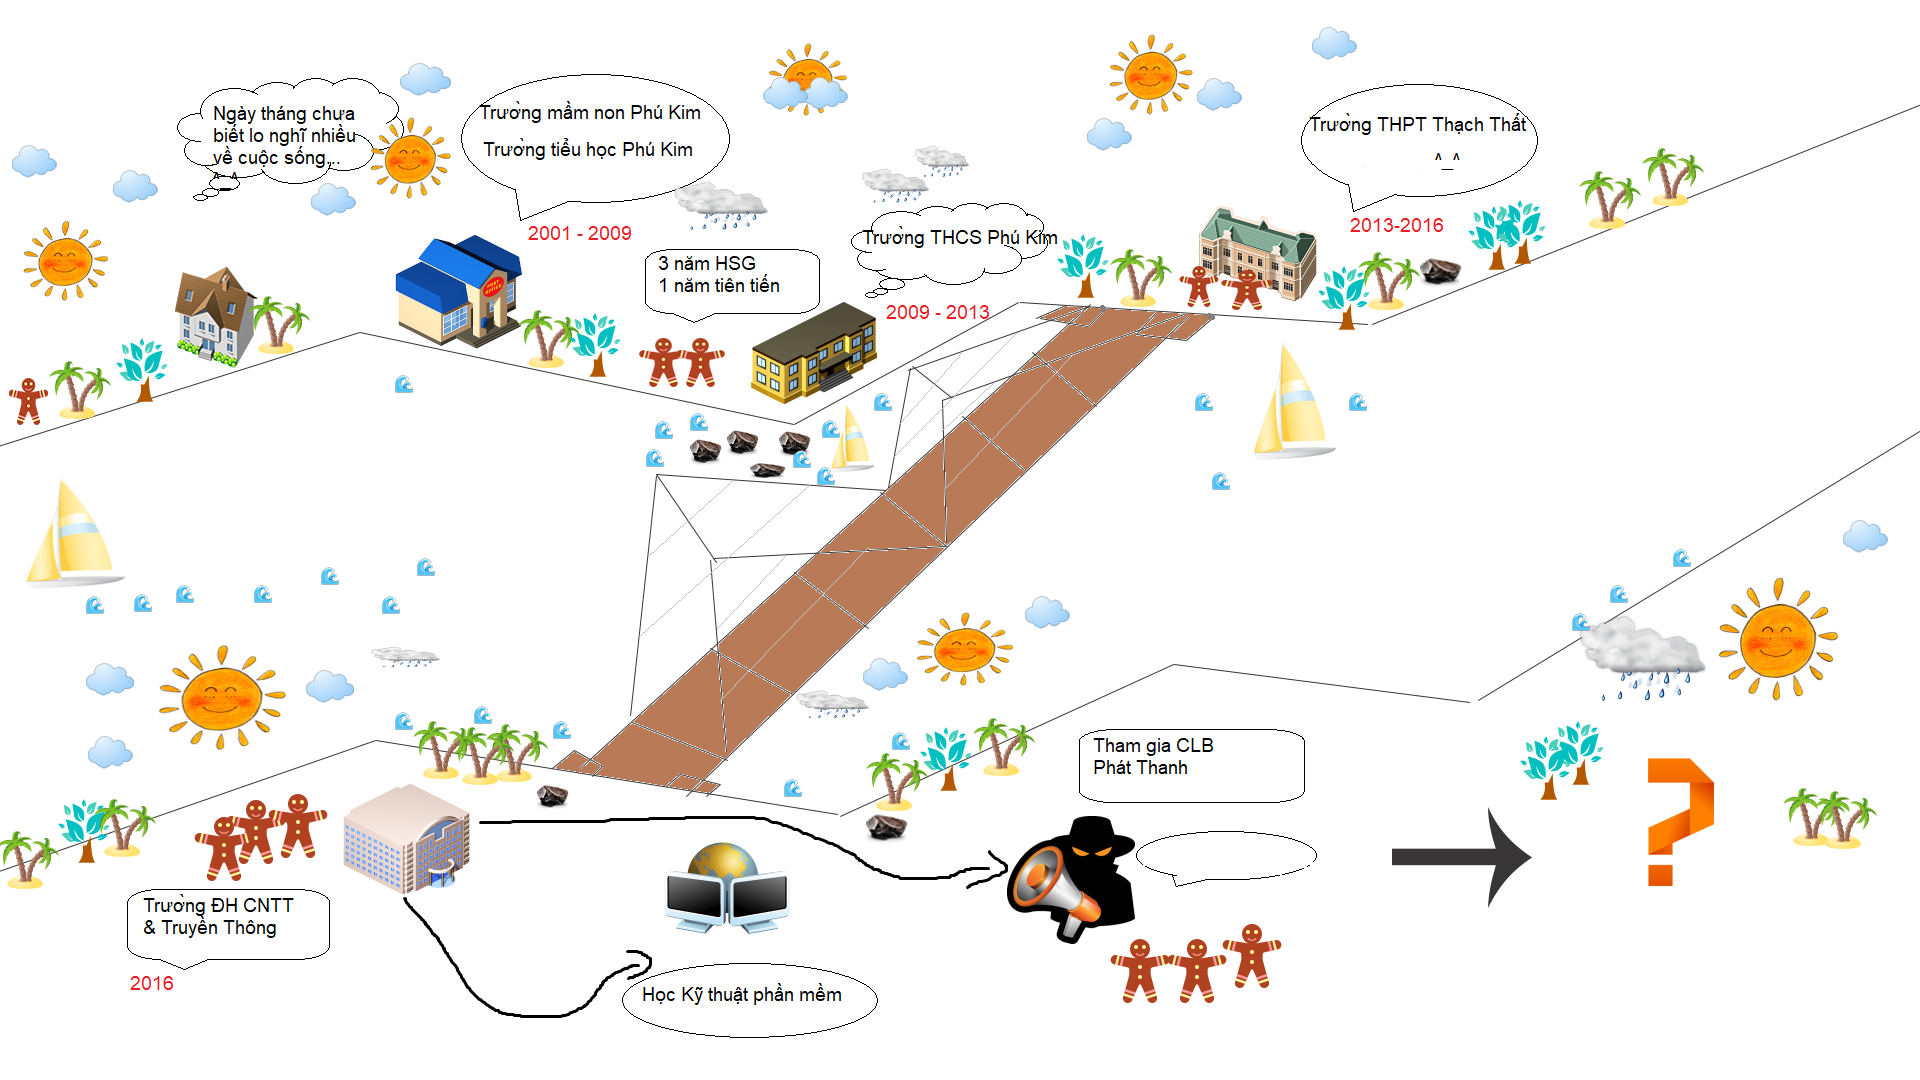 Ngày tháng chưa
biết lo nghĩ nhiều
về cuộc sống...
^_^
Trường mầm non Phú Kim
Trường tiểu học Phú Kim
2001 - 2009
POST OFFICE
3 năm HSG
1 năm tiên tiến
Trường THCS Phú Kim
2009 - 2013
Trường THPT Thạch Thất
^_^
2013-2016
Trường ĐH CNTT
& Truyền Thông
2016
Học Kỹ thuật phần mềm
Tham gia CLB
Phát Thanh
?